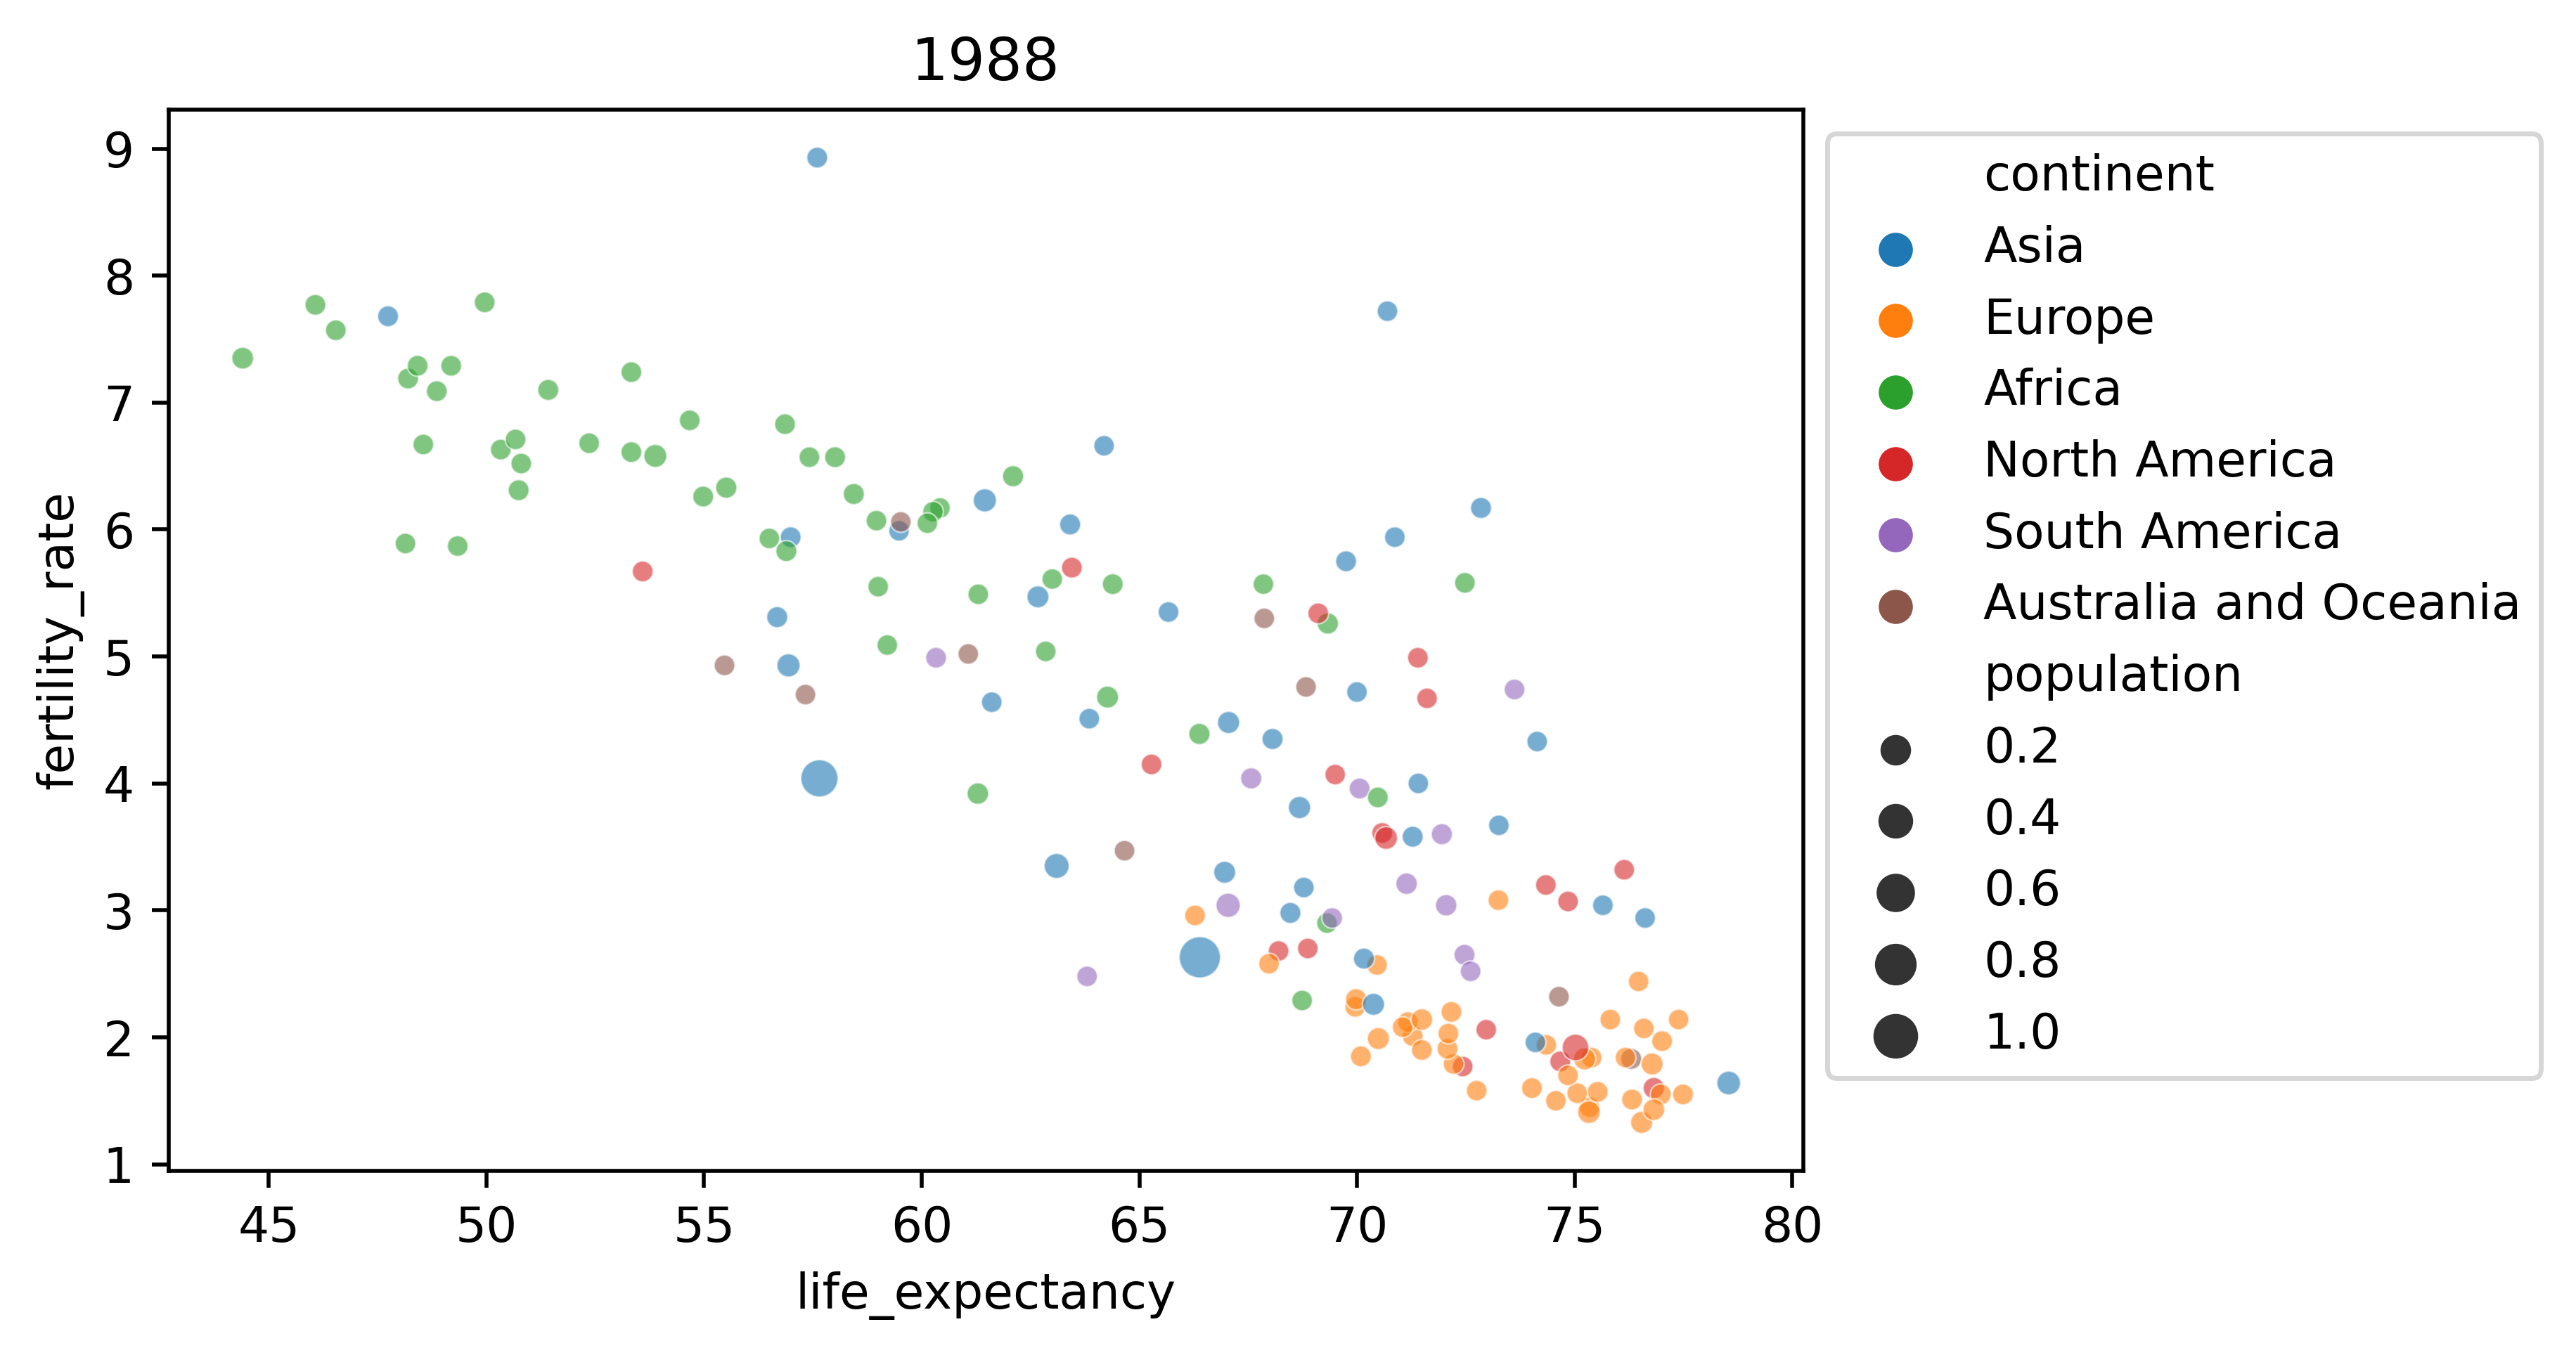 1988
fertility_rate
9
8
7
6
5
4
3
2
1
45 50 55 60 65 70 75 80
life_expectancy
continent
Asia
Europe
Africa
North America
South America
Australia and Oceania
population
0.2
0.4
0.6
0.8
1.0